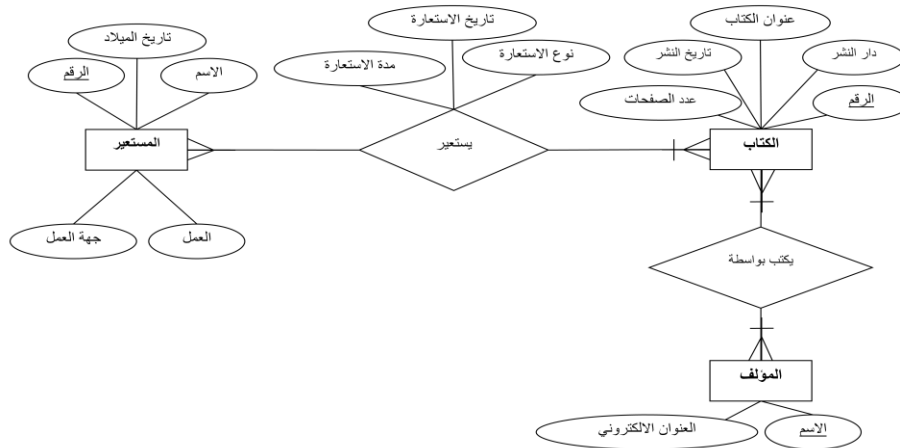 تاريخ الميلاد
الاسم
الرقم
المستعير
العمل
جهة العمل
تاريخ الاستعارة
نوع الاستعارة
مدة الاستعارة
يستعير
عنوان الكتاب
دار النشر
تاريخ النشر
الرقم
عدد الصفحات
الكتاب
يكتب بواسطة
المؤلف
الاسم
العنوان الالكتروني